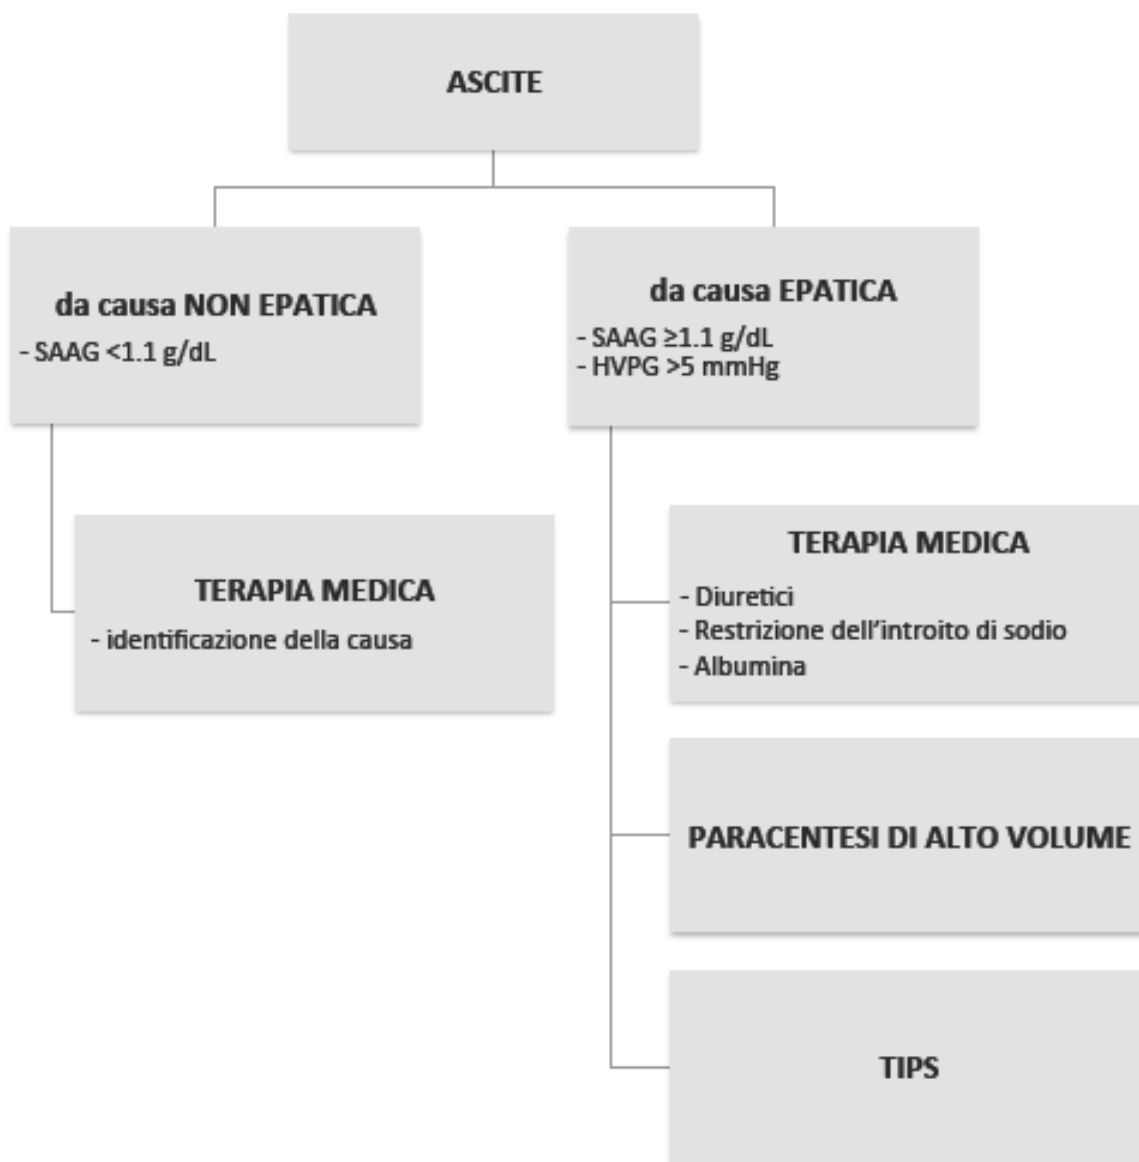 ASCITE
da causa NON EPATICA
- SAAG <1.1 g/dL
da causa EPATICA
- SAAG ≥1.1 g/dL
- HVPG >5 mmHg
TERAPIA MEDICA
- identificazione della causa
TERAPIA MEDICA
- Diuretici
- Restrizione dell’introito di sodio
- Albumina
PARACENTESI DI ALTO VOLUME
TIPS